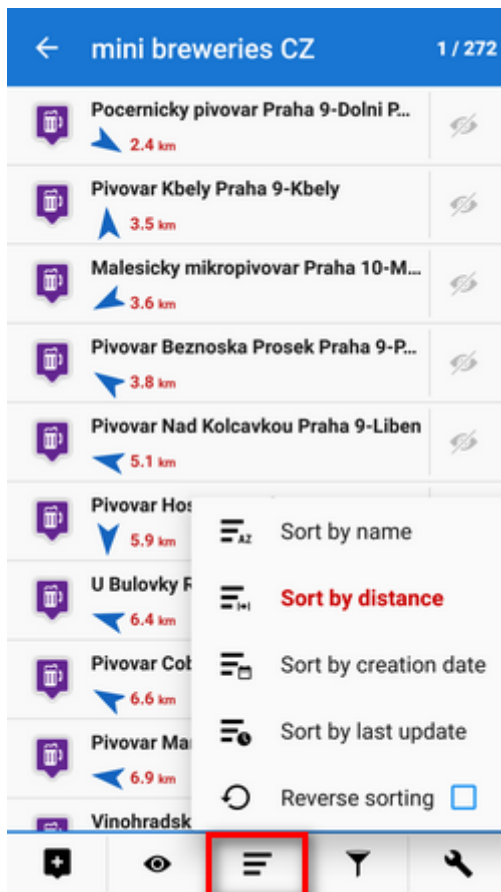 mini breweries CZ
1 / 272
Pocernicky pivovar Praha 9-Dolni P...
2.4 km
Pivovar Kbely Praha 9-Kbely
3.5 km
Malesicky mikropivovar Praha 10-M...
3.6 km
Pivovar Beznoska Prosek Praha 9-P...
3.8 km
Pivovar Nad Kolcavkou Praha 9-Liben
5.1 km
Pivovar Hos
5.9 km
U Bulovky
6.4 km
Pivovar
6.6 km
Pivovar
6.9 km
Vinohradsk
AZ Sort by name
Sort by distance
Sort by creation date
Sort by last update
Reverse sorting